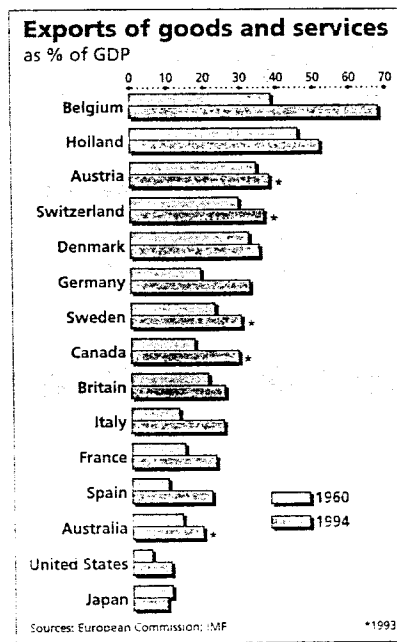 Exports of goods and services
as % of GDP
0 10 20 30 40 50 60 70
Belgium
Holland
Austria *
Switzerland *
Denmark
Germany
Sweden *
Canada *
Britain
Italy
France
Spain
Australia *
United States
Japan
1960
1994
Sources: European Commission; IMF *1993